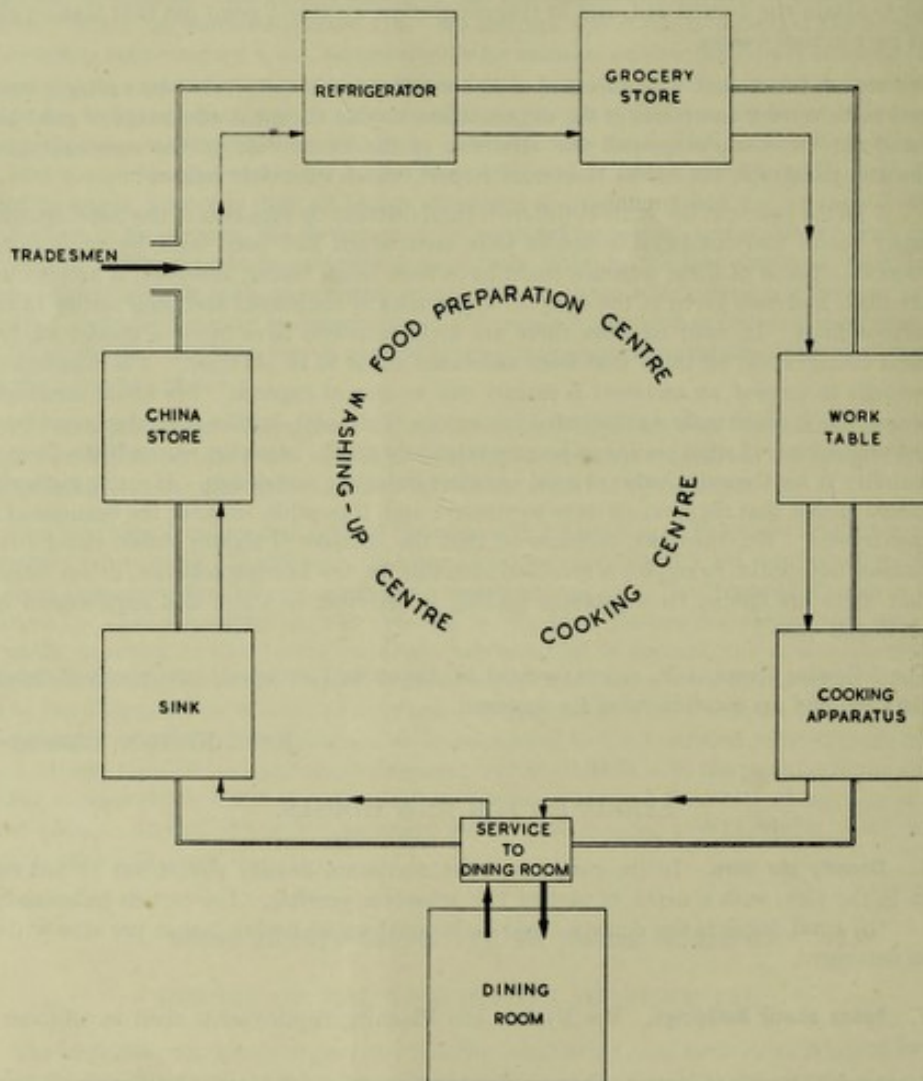 REFRIGERATOR
GROCERY
STORE
TRADESMEN
FOOD PREPARATION CENTRE
WASHING-UP CENTRE
COOKING CENTRE
CHINA
STORE
WORK
TABLE
SINK
COOKING
APPARATUS
SERVICE
TO
DINING ROOM
DINING
ROOM